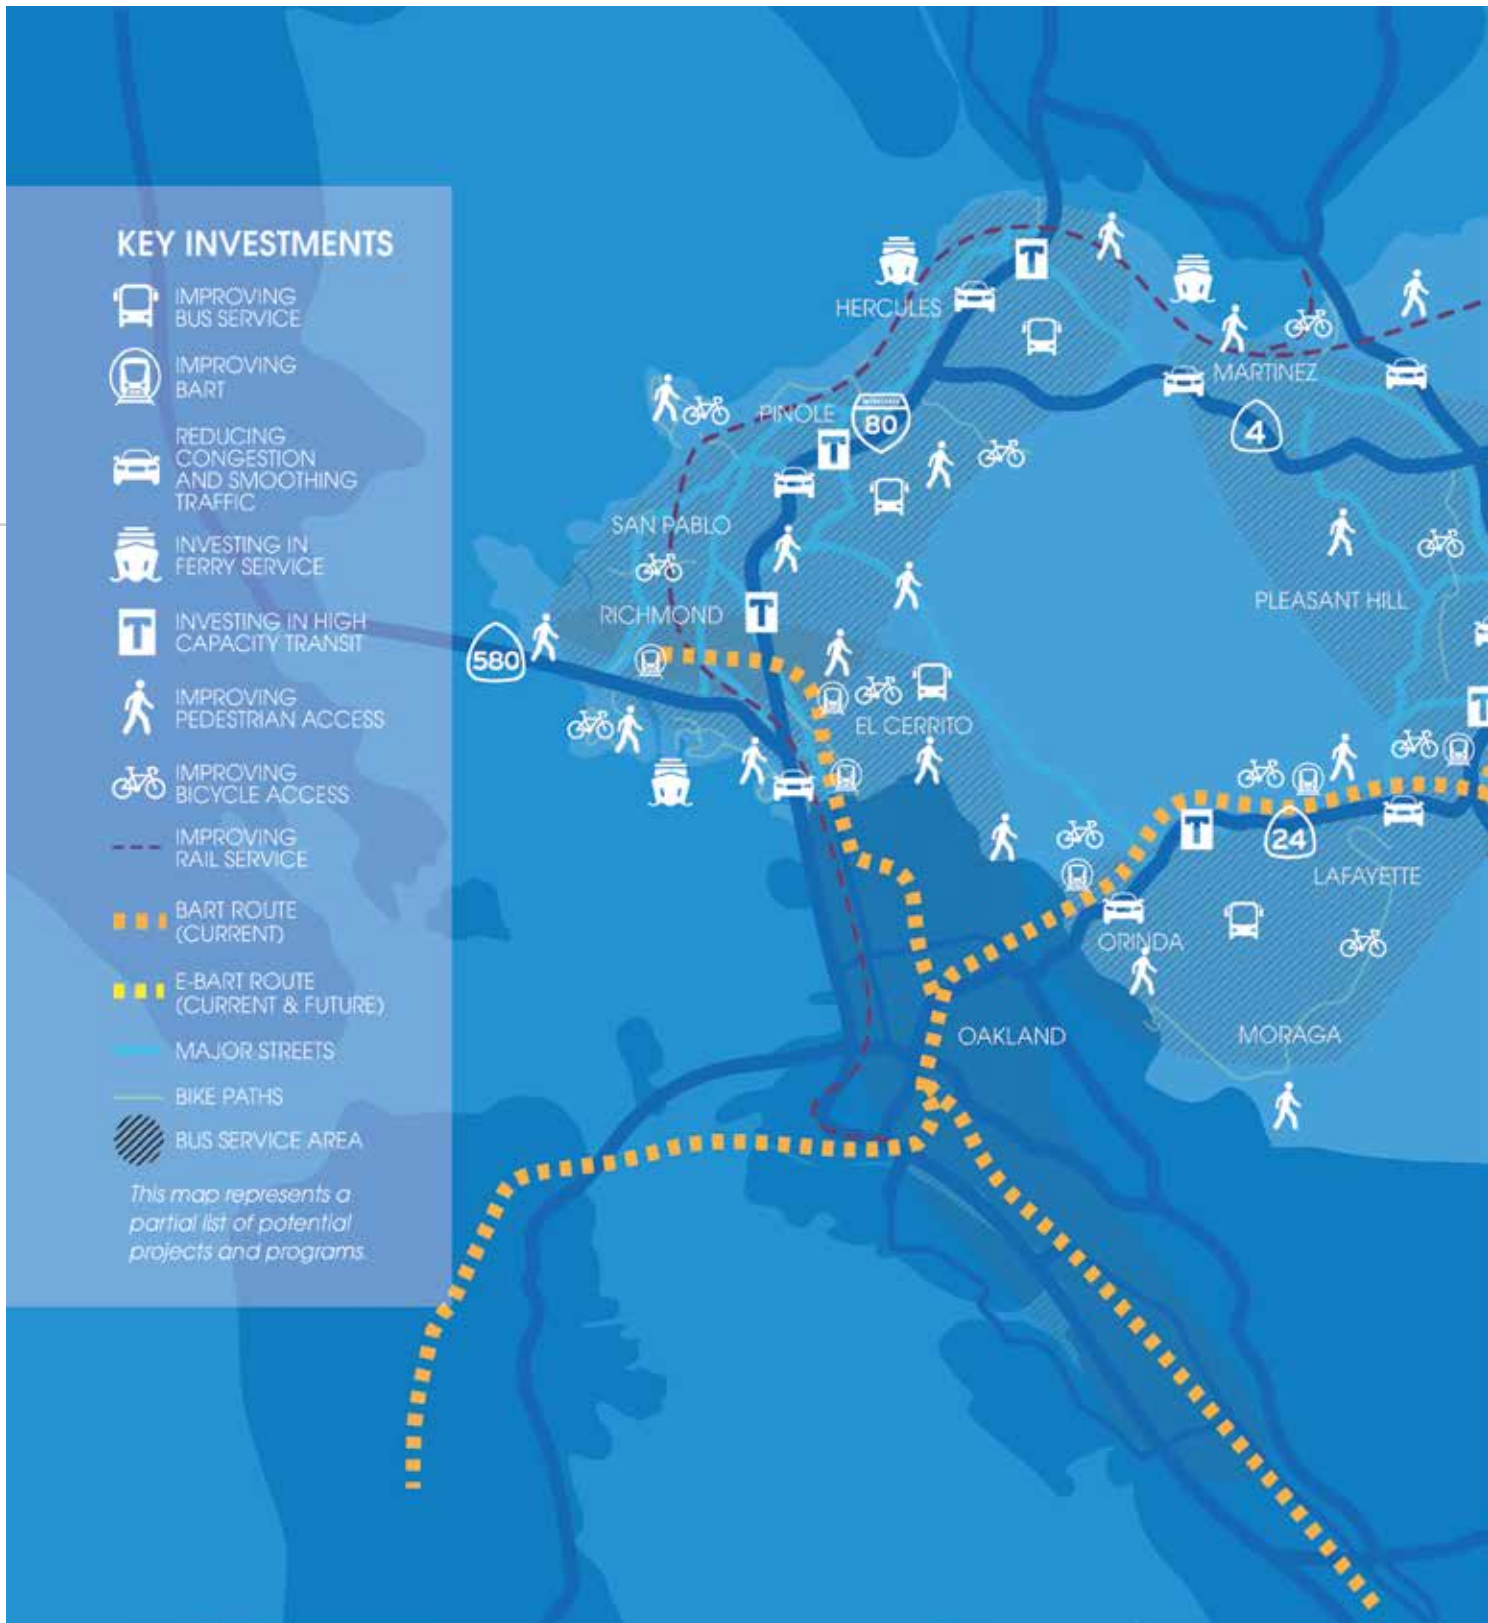 KEY INVESTMENTS
IMPROVING
BUS SERVICE
IMPROVING
BART
REDUCING
CONGESTION
AND SMOOTHING
TRAFFIC
INVESTING IN
FERRY SERVICE
T
INVESTING IN HIGH
CAPACITY TRANSIT
IMPROVING
PEDESTRIAN ACCESS
IMPROVING
BICYCLE ACCESS
IMPROVING
RAIL SERVICE
BART ROUTE
(CURRENT)
E-BART ROUTE
(CURRENT & FUTURE)
MAJOR STREETS
BIKE PATHS
BUS SERVICE AREA
This map represents a
partial list of potential
projects and programs.
T
HERCULES
MARTINEZ
PINOLE
80
4
T
SAN PABLO
PLEASANT HILL
RICHMOND
T
580
T
EL CERRITO
T
24
LAFAYETTE
ORINDA
OAKLAND
MORAGA